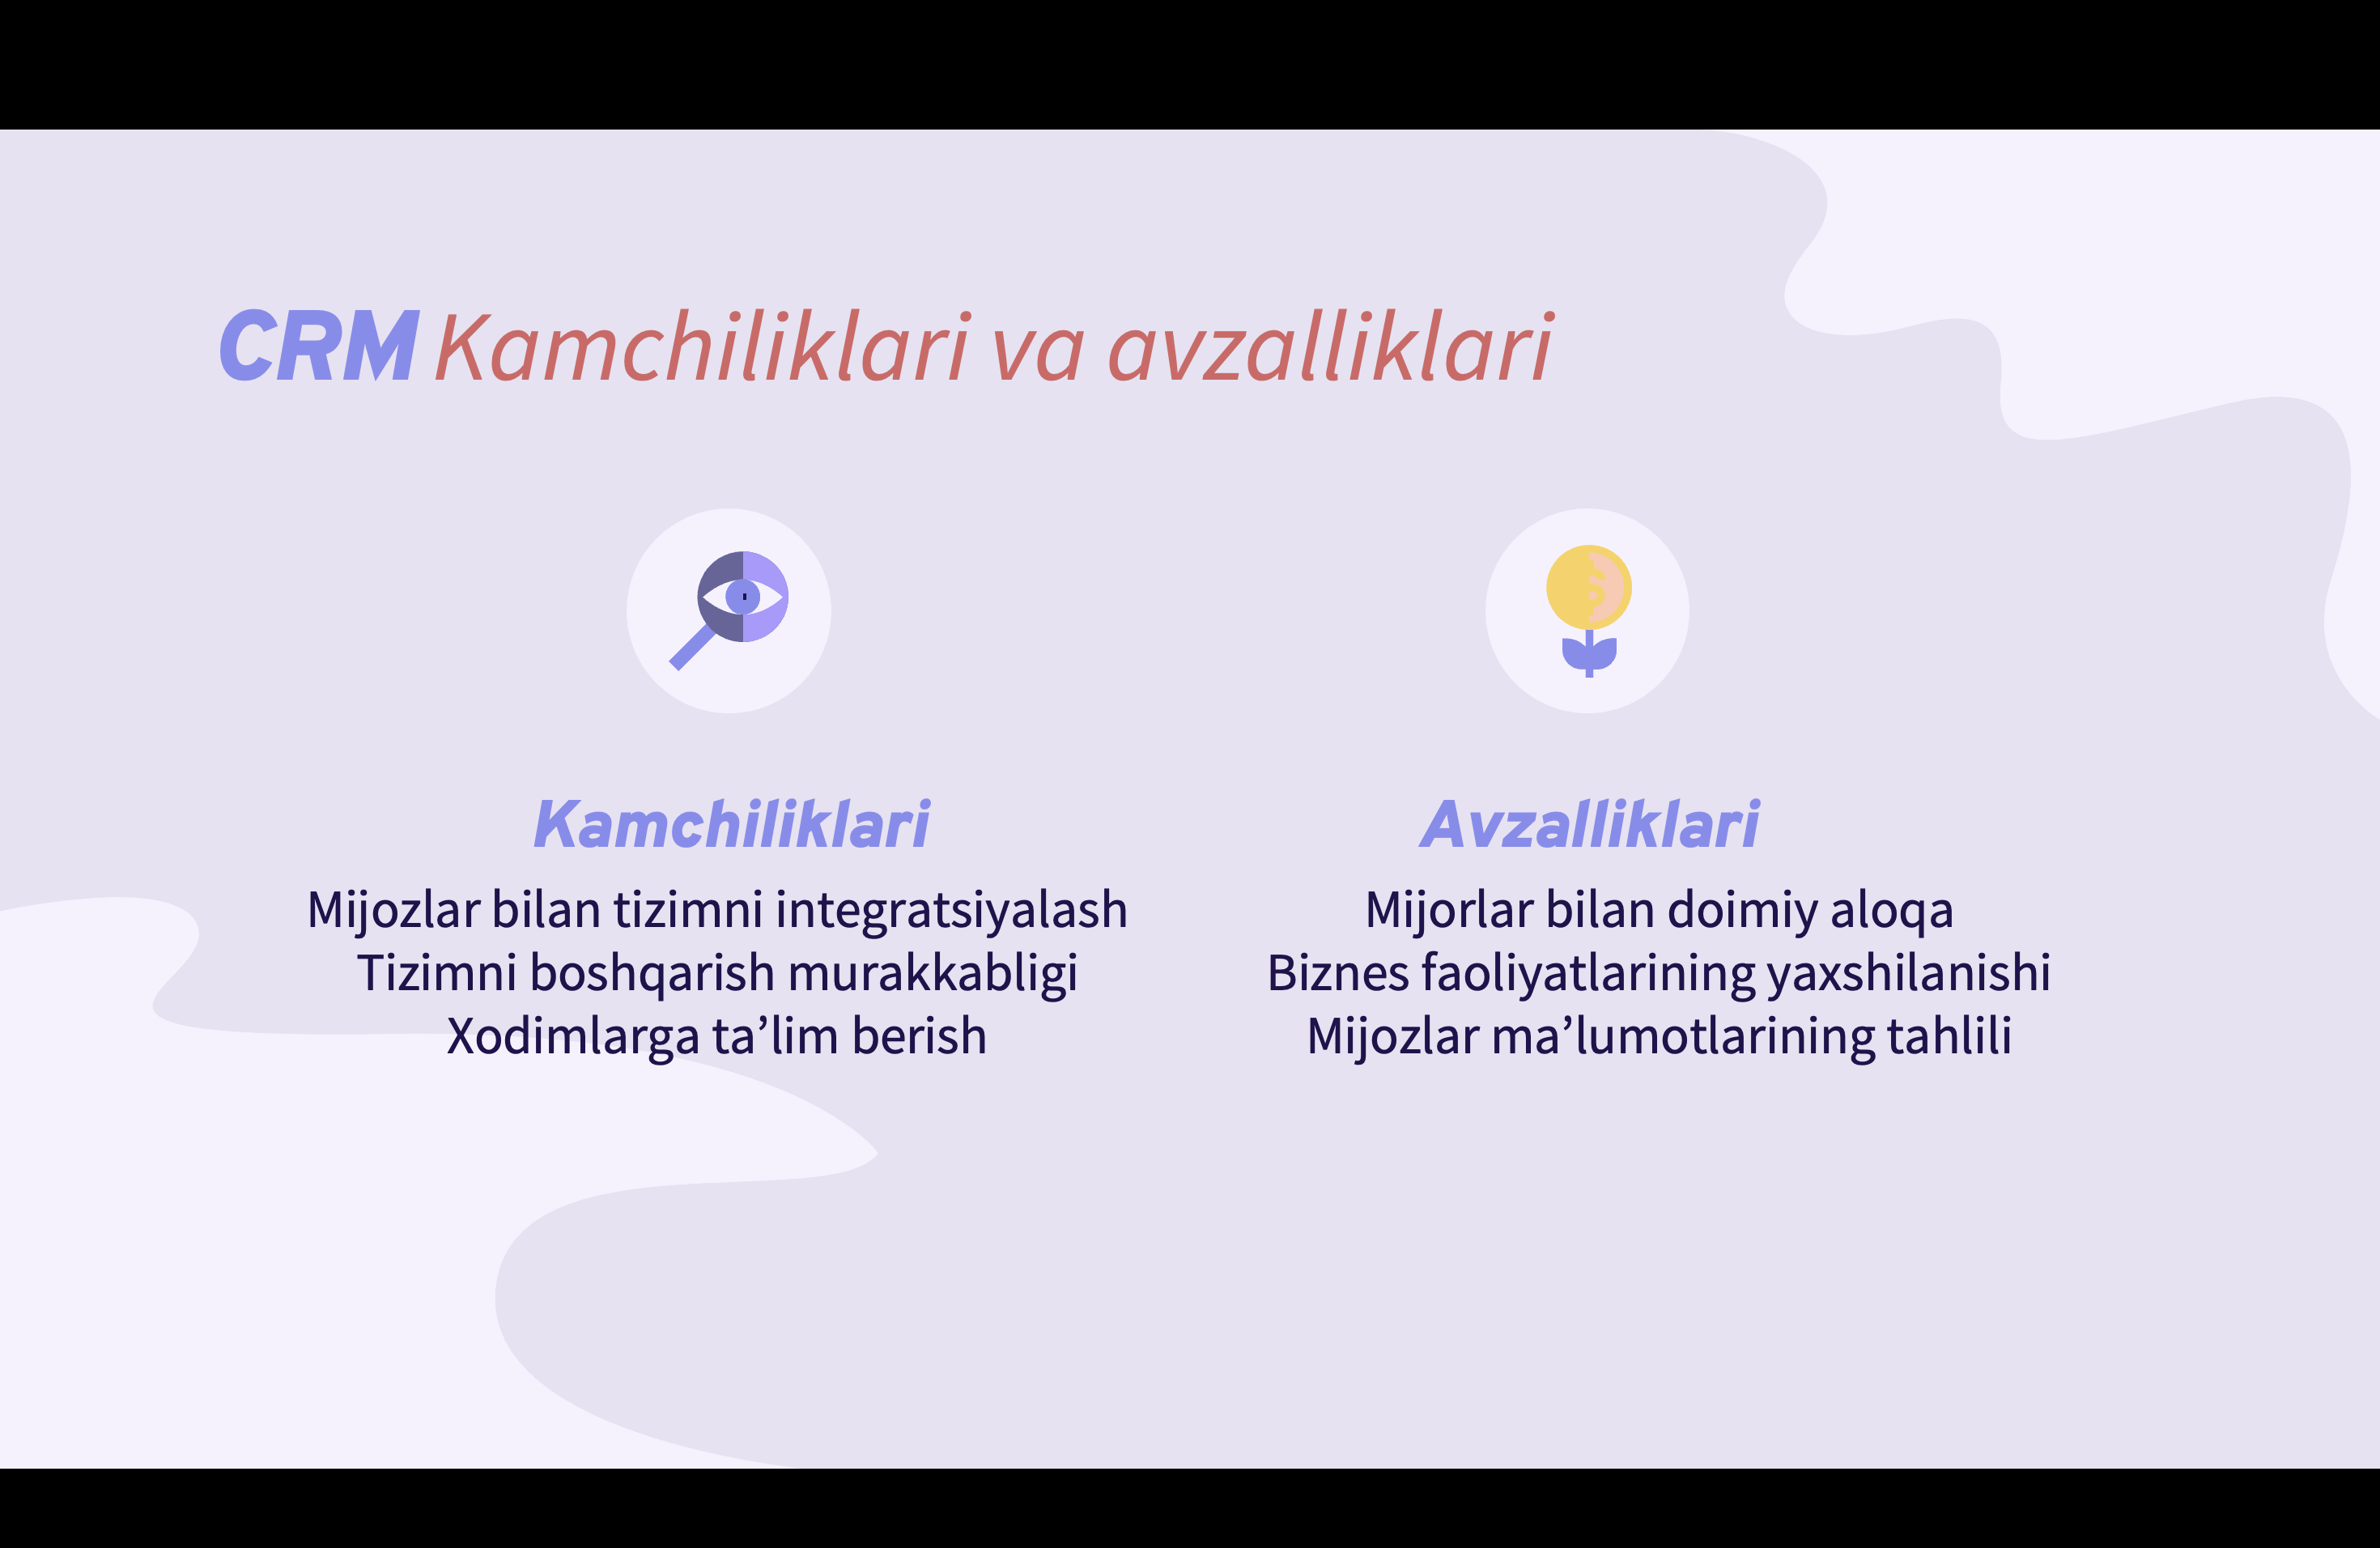 CRM Kamchiliklari va avzalliklari
Kamchiliklari
Mijozlar bilan tizimni integratsiyalash
Tizimni boshqarish murakkabligi
Xodimlarga ta’lim berish
Avzalliklari
Mijorlar bilan doimiy aloqa
Biznes faoliyatlarining yaxshilanishi
Mijozlar ma’lumotlarining tahlili